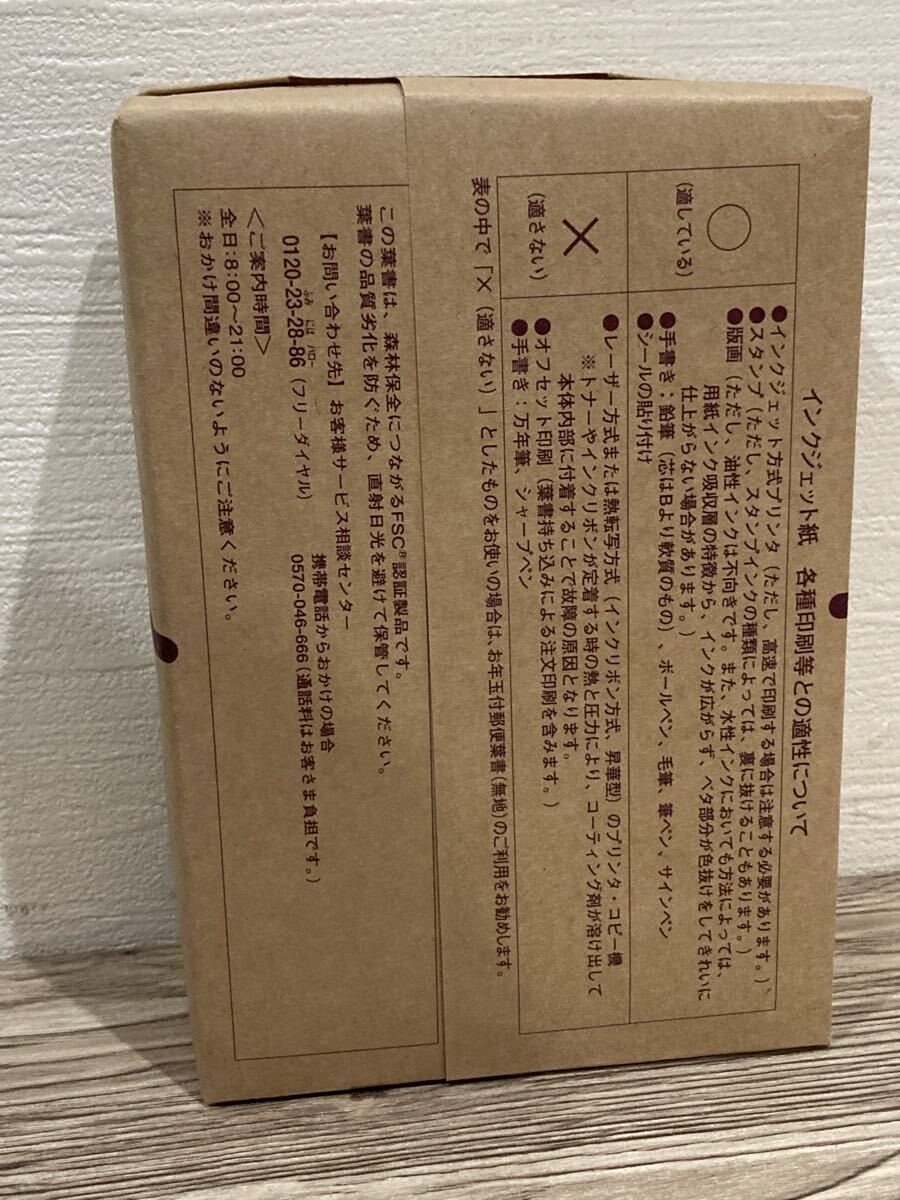 インクジェット紙　各種印刷等との適性について
○
(適している)
●インクジェット方式プリンタ（ただし、高速で印刷する場合は注意する必要があります。）
●スタンプ（ただし、スタンプインクの種類によっては、裏に抜けることもあります。）
●版画（ただし、油性インクは不向きです。また、水性インクにおいても方法によっては、
用紙インク吸収層の特徴から、インクが広がらず、ベタ部分が色抜けをしてきれいに
仕上がらない場合があります。）
●手書き：鉛筆（芯はBより軟質のもの）、ボールペン、毛筆、筆ペン、サインペン
●シールの貼り付け
×
(適さない)
●レーザー方式または熱転写方式（インクリボン方式、昇華型）のプリンタ・コピー機
※トナーやインクリボンが定着する時の熱と圧力により、コーティング剤が溶け出して
本体内部に付着することで故障の原因となります。
●オフセット印刷（葉書持ち込みによる注文印刷を含みます。）
●手書き：万年筆、シャープペン
表の中で「×（適さない）」としたものをお使いの場合は、お年玉付郵便葉書(無地)のご利用をお勧めします。
この葉書は、森林保全につながるFSC®認証製品です。
葉書の品質劣化を防ぐため、直射日光を避けて保管してください。
【お問い合わせ先】お客様サービス相談センター
ふみ　には　ハロー
0120-23-28-86（フリーダイヤル）
携帯電話からおかけの場合
0570-046-666（通話料はお客さま負担です。）
＜ご案内時間＞
全日：8:00～21:00
※おかけ間違いのないようにご注意ください。